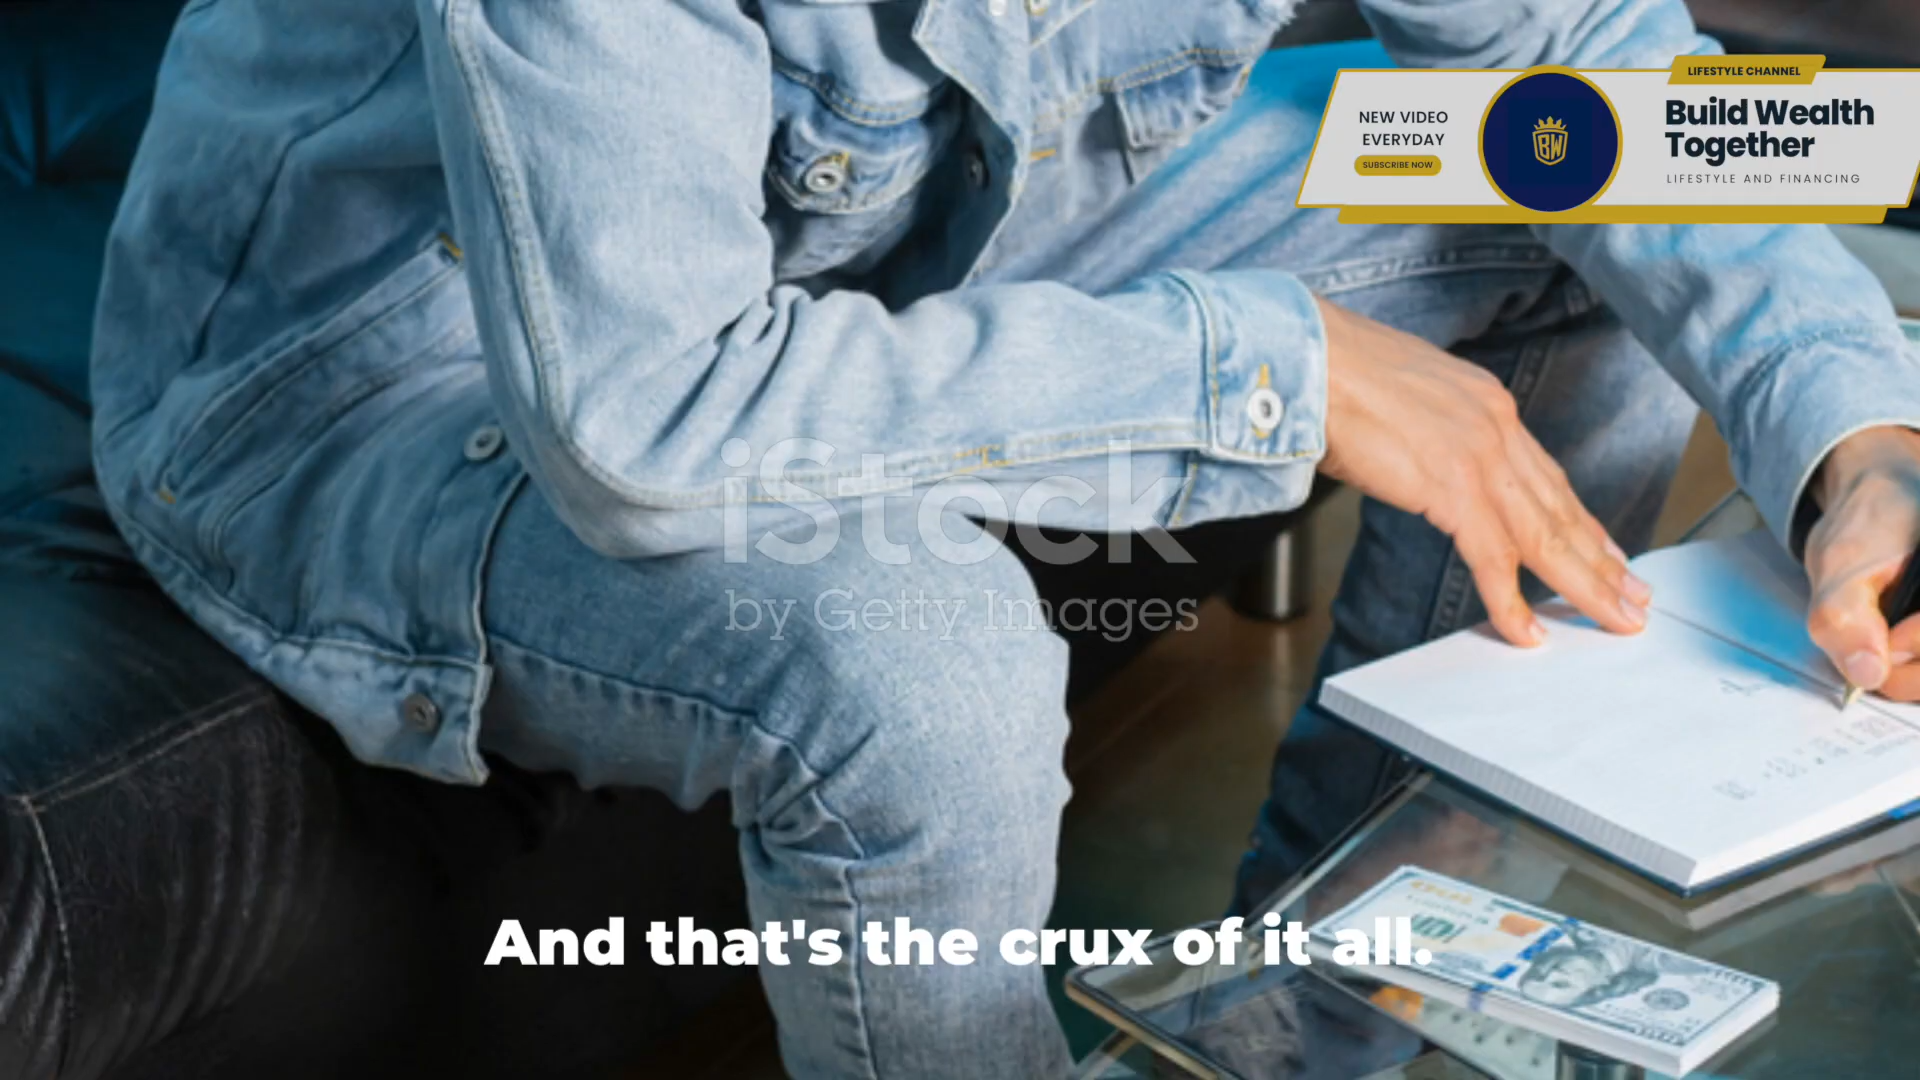 LIFESTYLE CHANNEL
NEW VIDEO
EVERYDAY
SUBSCRIBE NOW
BW
Build Wealth
Together
LIFESTYLE AND FINANCING
iStock
by Getty Images
And that's the crux of it all.